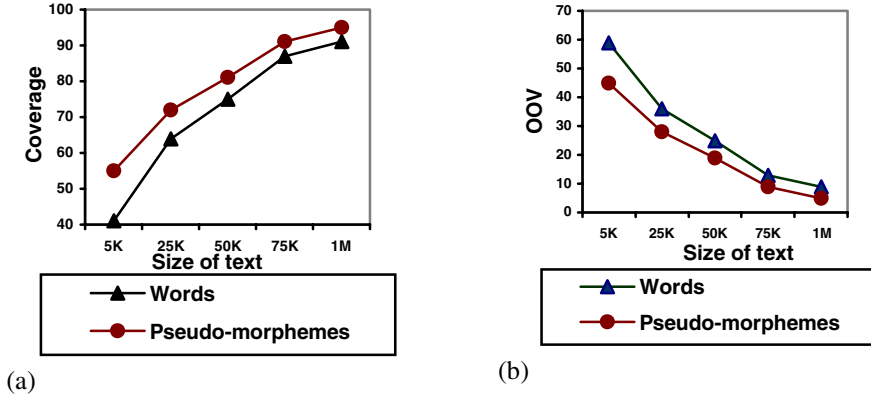 100
90
80
70
60
50
40
Coverage
5K 25K 50K 75K 1M
Size of text
Words
Pseudo-morphemes
(a)
70
60
50
40
30
20
10
0
OOV
5K 25K 50K 75K 1M
Size of text
Words
Pseudo-morphemes
(b)